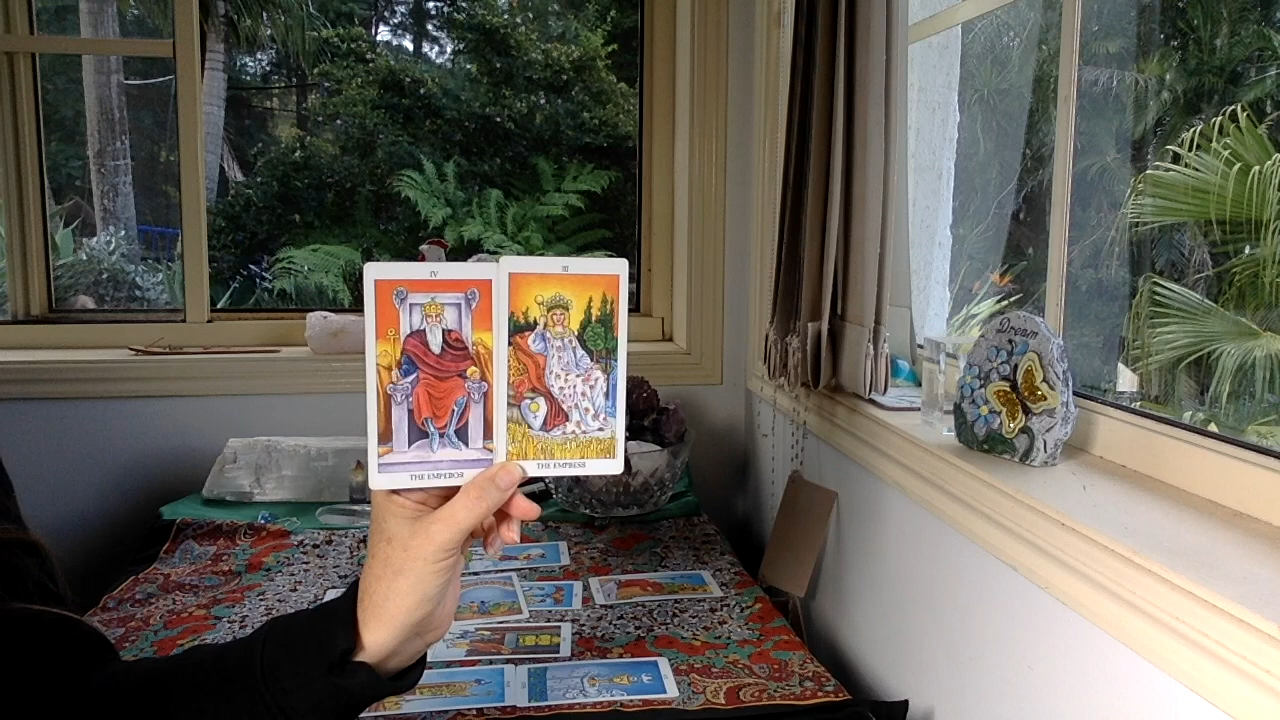 IV
III
THE EMPEROR
THE EMPRESS
Dream